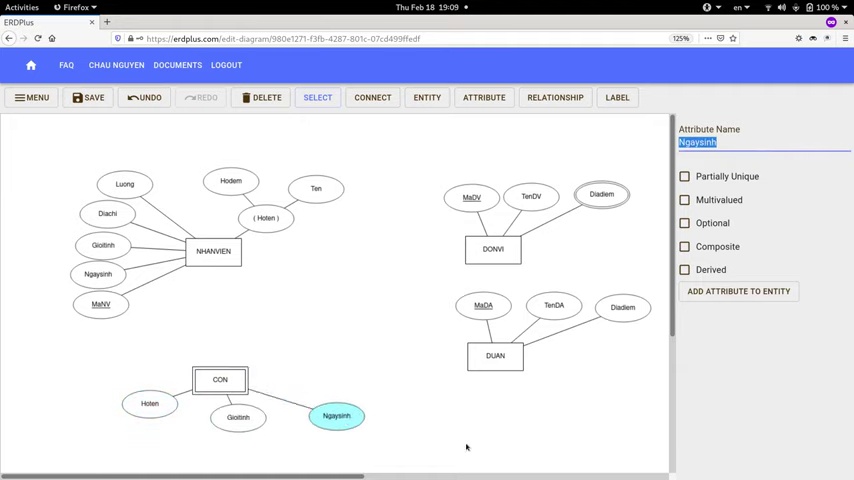 Activities Firefox Thu Feb 18 19:09 en 100 %
ERDPlus
https://erdplus.com/edit-diagram/980e1271-f3fb-4287-801c-07cd499ffedf 125%
FAQ CHAU NGUYEN DOCUMENTS LOGOUT
MENU SAVE UNDO REDO DELETE SELECT CONNECT ENTITY ATTRIBUTE RELATIONSHIP LABEL
Attribute Name
Ngaysinh
Partially Unique
Multivalued
Optional
Composite
Derived
ADD ATTRIBUTE TO ENTITY
Luong
Hodem
Ten
Diachi
( Hoten )
Gioitinh
NHANVIEN
Ngaysinh
MaNV
MaDV
TenDV
Diadiem
DONVI
MaDA
TenDA
Diadiem
DUAN
CON
Hoten
Gioitinh
Ngaysinh